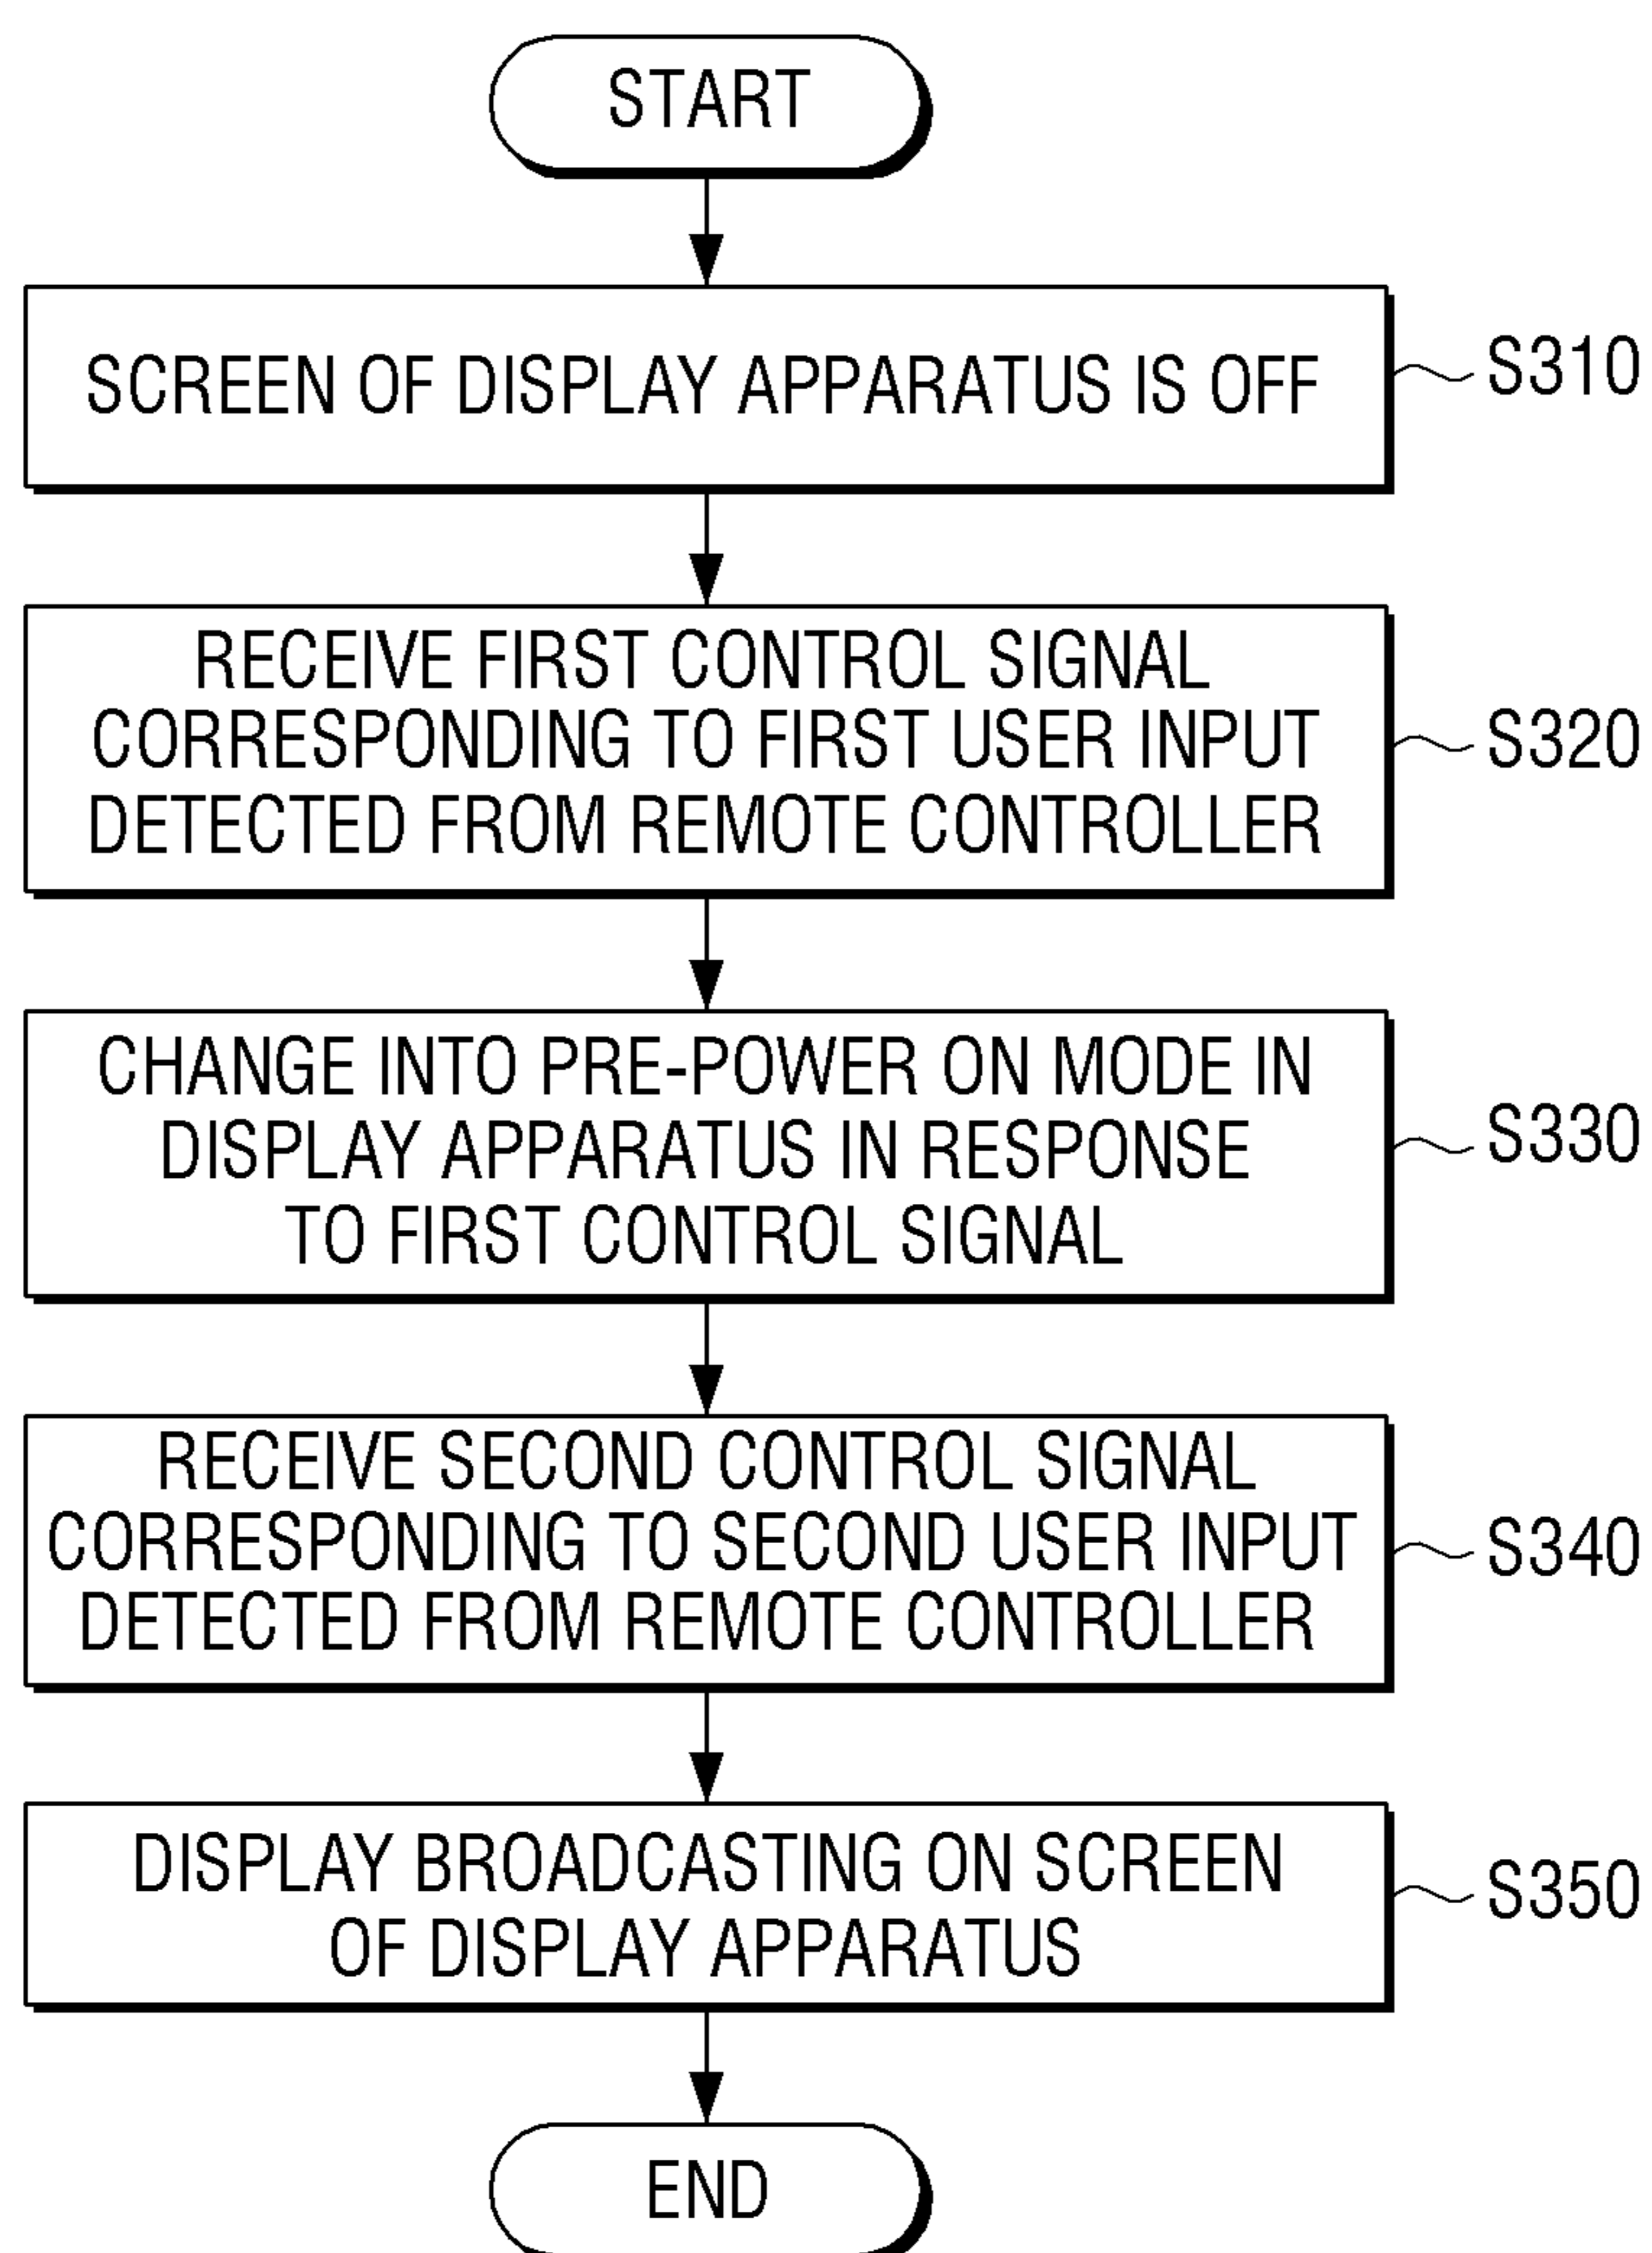 START
SCREEN OF DISPLAY APPARATUS IS OFF
S310
RECEIVE FIRST CONTROL SIGNAL
CORRESPONDING TO FIRST USER INPUT
DETECTED FROM REMOTE CONTROLLER
S320
CHANGE INTO PRE-POWER ON MODE IN
DISPLAY APPARATUS IN RESPONSE
TO FIRST CONTROL SIGNAL
S330
RECEIVE SECOND CONTROL SIGNAL
CORRESPONDING TO SECOND USER INPUT
DETECTED FROM REMOTE CONTROLLER
S340
DISPLAY BROADCASTING ON SCREEN
OF DISPLAY APPARATUS
S350
END